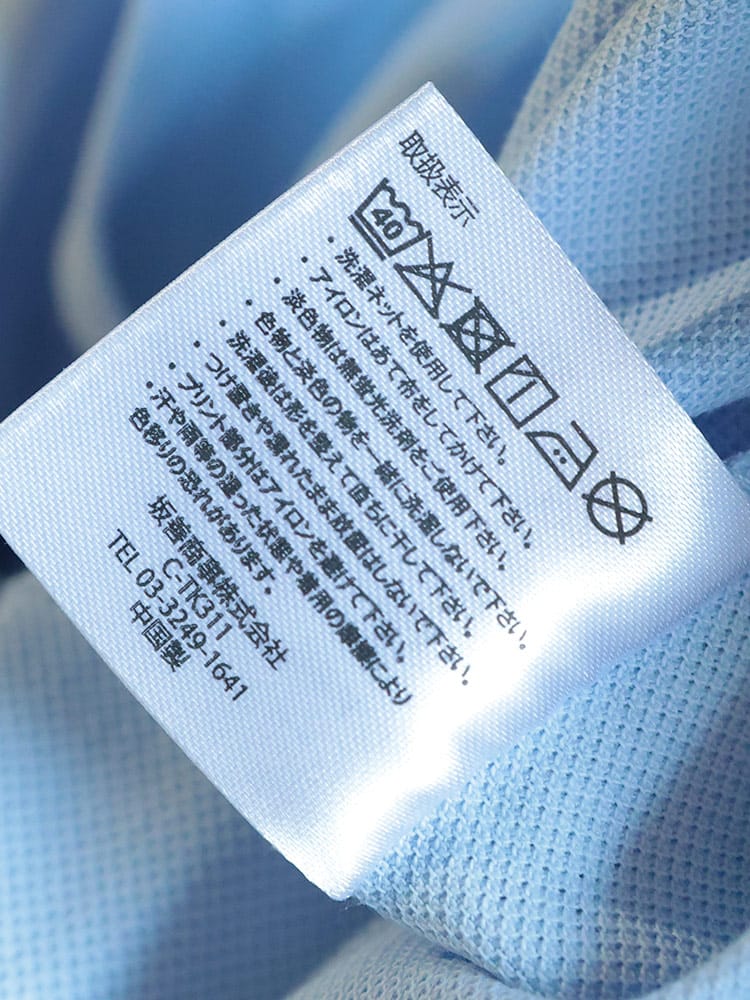 取扱表示
40
・洗濯ネットを使用して下さい。
・アイロンはあて布をしてかけて下さい。
・淡色物は無蛍光洗剤をご使用下さい。
・色物と淡色の物を一緒に洗濯しないで下さい。
・洗濯後は形を整えて直ちに干して下さい。
・つけ置きや濡れたまま放置はしないで下さい。
・プリント部分はアイロンを避けて下さい。
・汗や雨等の湿った状態や着用の摩擦により
色移りの恐れがあります。
坂善商事株式会社
C-TK311
TEL 03-3249-1641
中国製